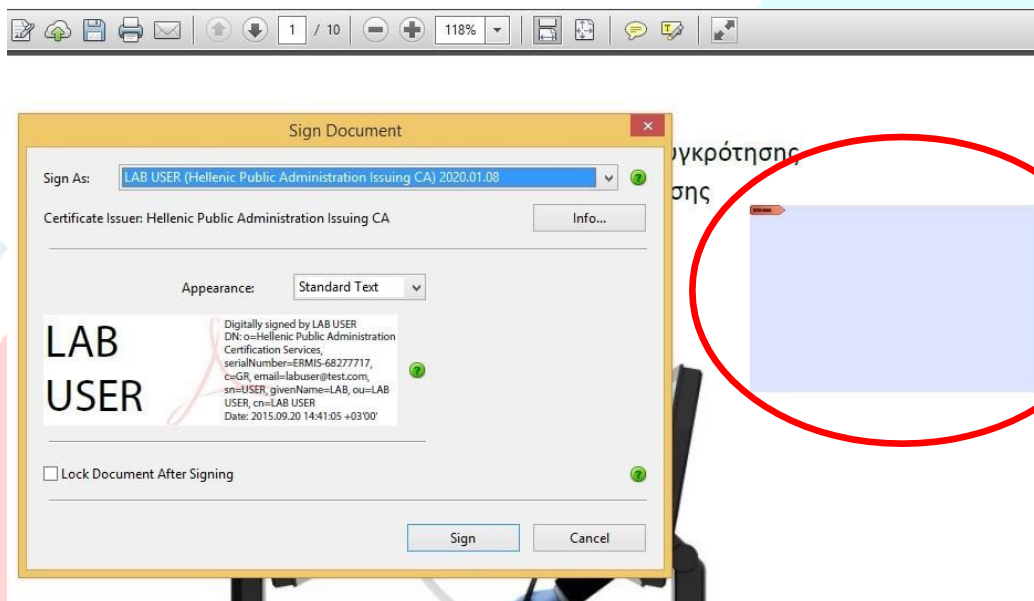 1 / 10 118%
Sign Document
υγκρότησης
σης
Sign As: LAB USER (Hellenic Public Administration Issuing CA) 2020.01.08
Certificate Issuer: Hellenic Public Administration Issuing CA Info...
Appearance: Standard Text
LAB
USER
Digitally signed by LAB USER
DN: o=Hellenic Public Administration
Certification Services,
serialNumber=ERMIS-68277717,
c=GR, email=labuser@test.com,
sn=USER, givenName=LAB, ou=LAB
USER, cn=LAB USER
Date: 2015.09.20 14:41:05 +03'00'
Lock Document After Signing
Sign Cancel